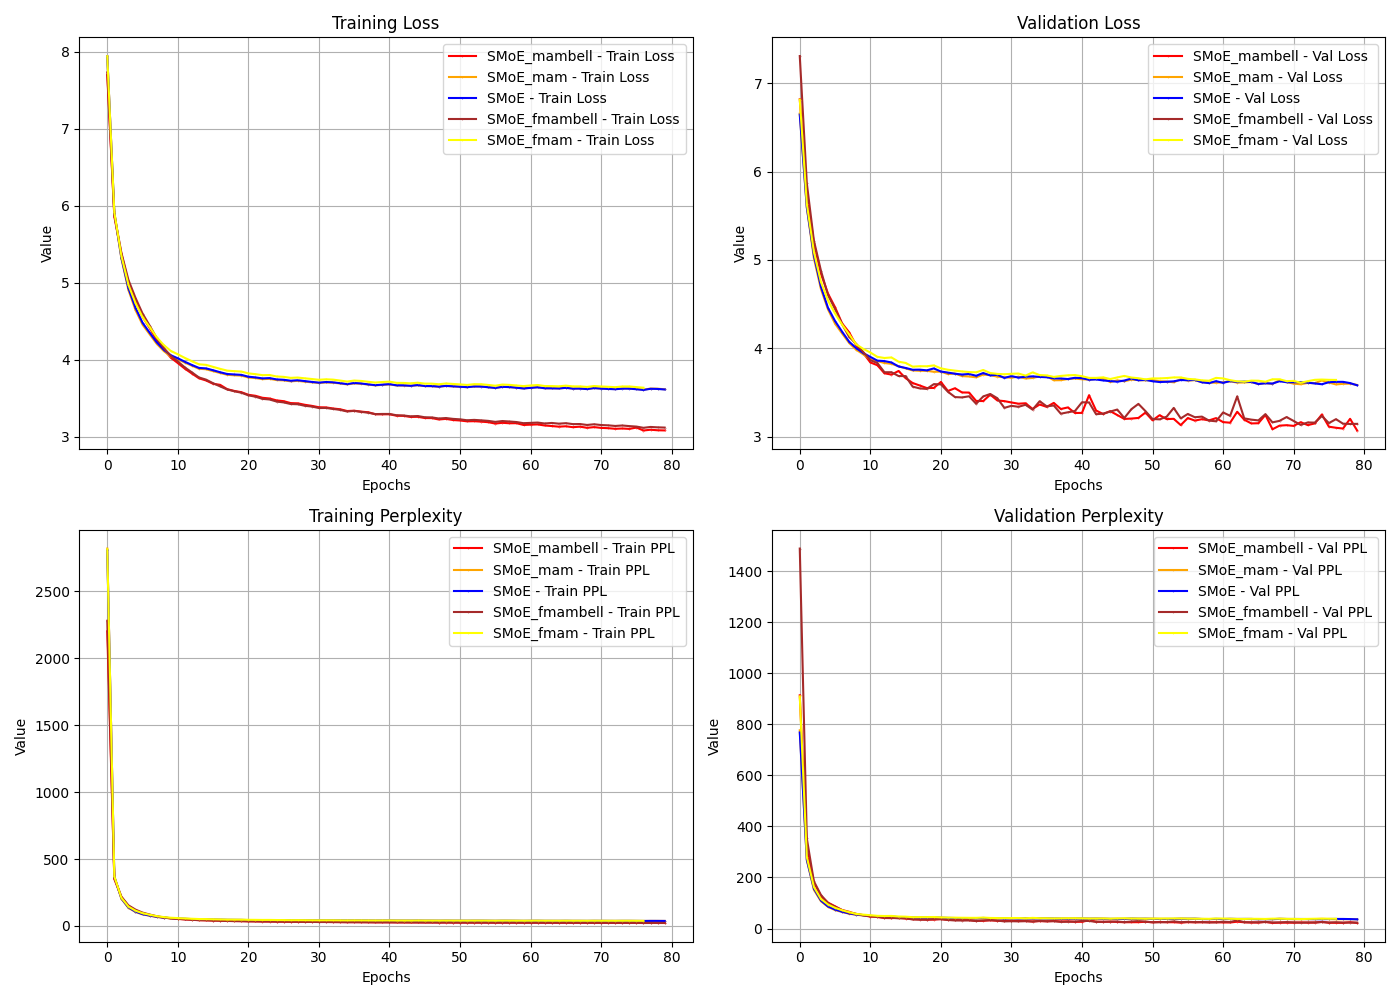 Training Loss
8
7
6
5
4
3
Value
0 10 20 30 40 50 60 70 80
Epochs
SMoE_mambell - Train Loss
SMoE_mam - Train Loss
SMoE - Train Loss
SMoE_fmambell - Train Loss
SMoE_fmam - Train Loss
Validation Loss
7
6
5
4
3
Value
0 10 20 30 40 50 60 70 80
Epochs
SMoE_mambell - Val Loss
SMoE_mam - Val Loss
SMoE - Val Loss
SMoE_fmambell - Val Loss
SMoE_fmam - Val Loss
Training Perplexity
2500
2000
1500
1000
500
0
Value
0 10 20 30 40 50 60 70 80
Epochs
SMoE_mambell - Train PPL
SMoE_mam - Train PPL
SMoE - Train PPL
SMoE_fmambell - Train PPL
SMoE_fmam - Train PPL
Validation Perplexity
1400
1200
1000
800
600
400
200
0
Value
0 10 20 30 40 50 60 70 80
Epochs
SMoE_mambell - Val PPL
SMoE_mam - Val PPL
SMoE - Val PPL
SMoE_fmambell - Val PPL
SMoE_fmam - Val PPL